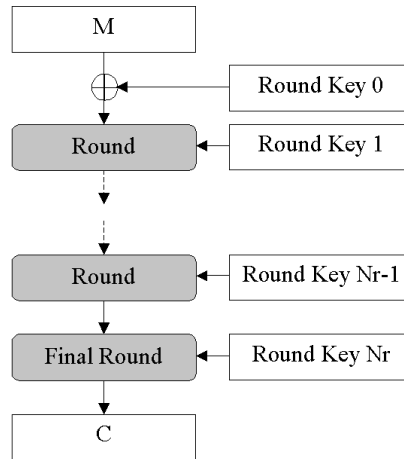 M
Round Key 0
Round
Round Key 1
Round
Round Key Nr-1
Final Round
Round Key Nr
C